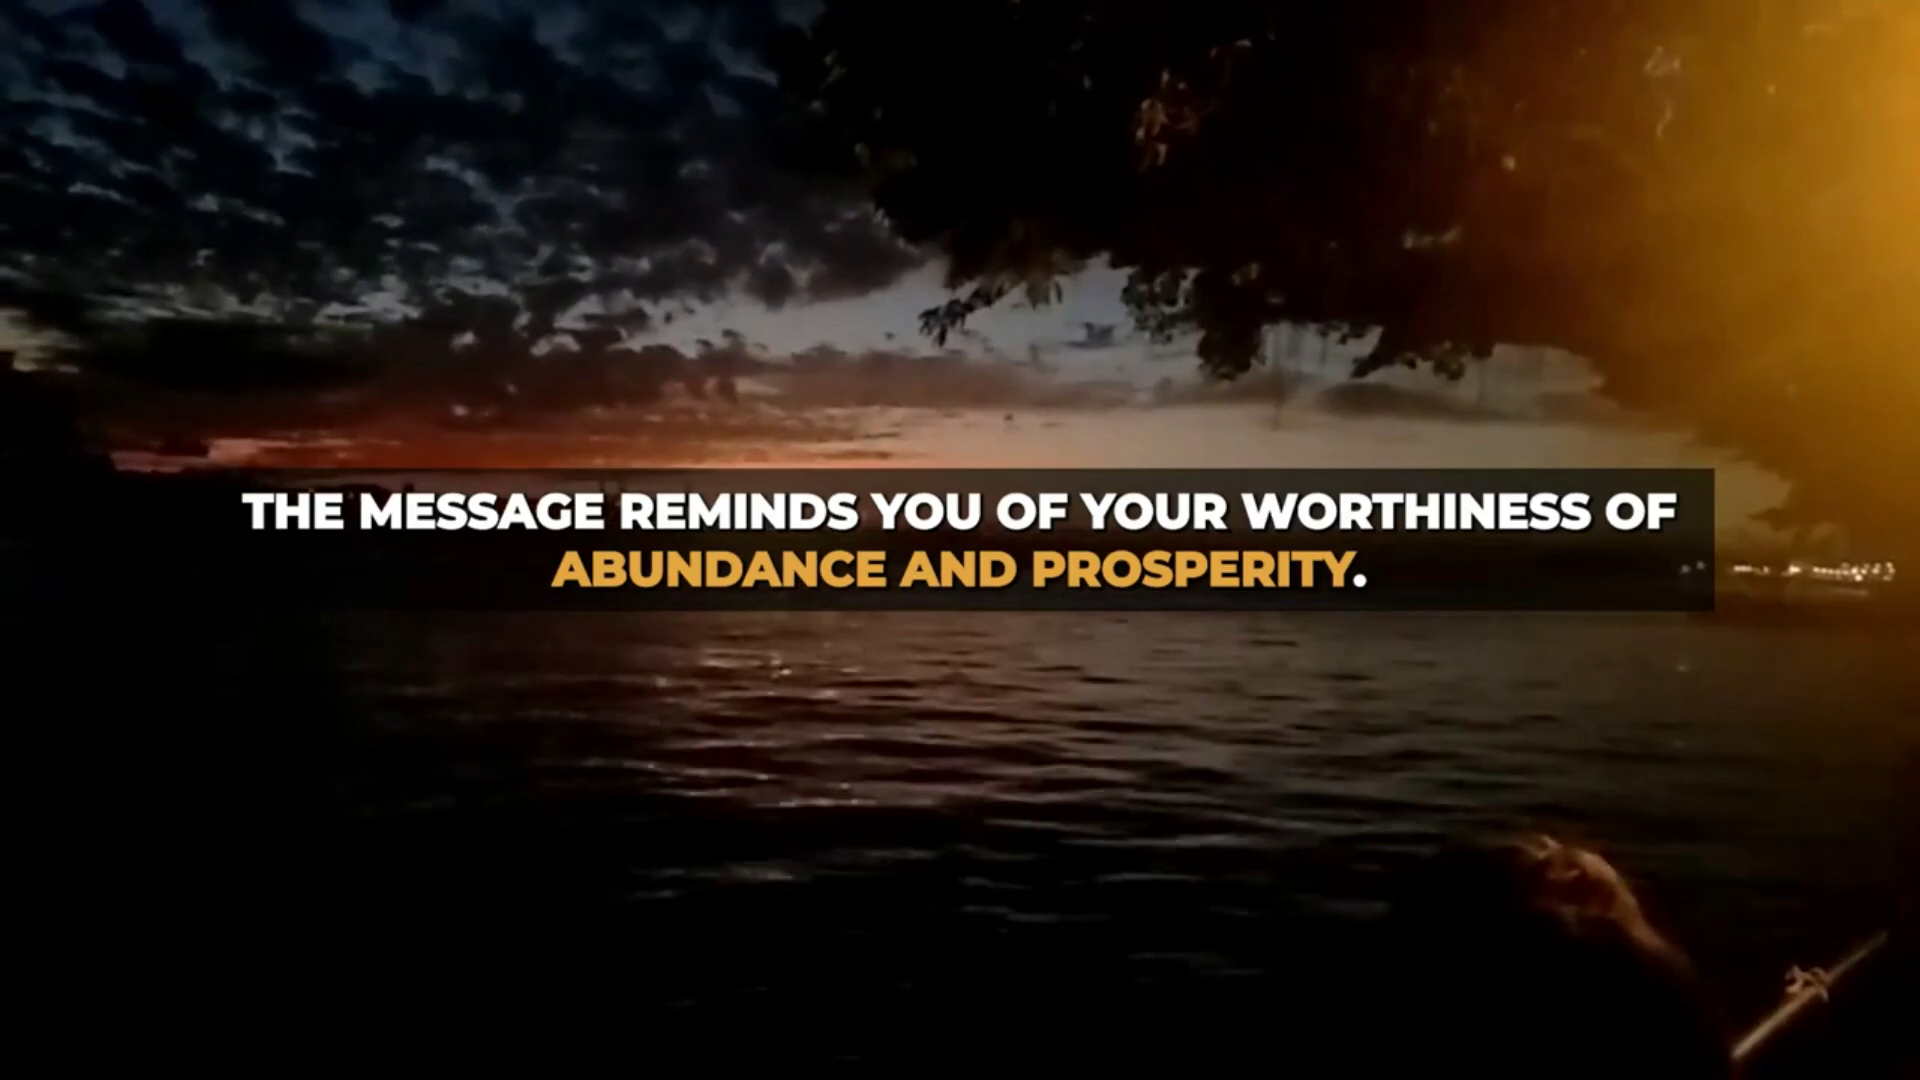 THE MESSAGE REMINDS YOU OF YOUR WORTHINESS OF
ABUNDANCE AND PROSPERITY.